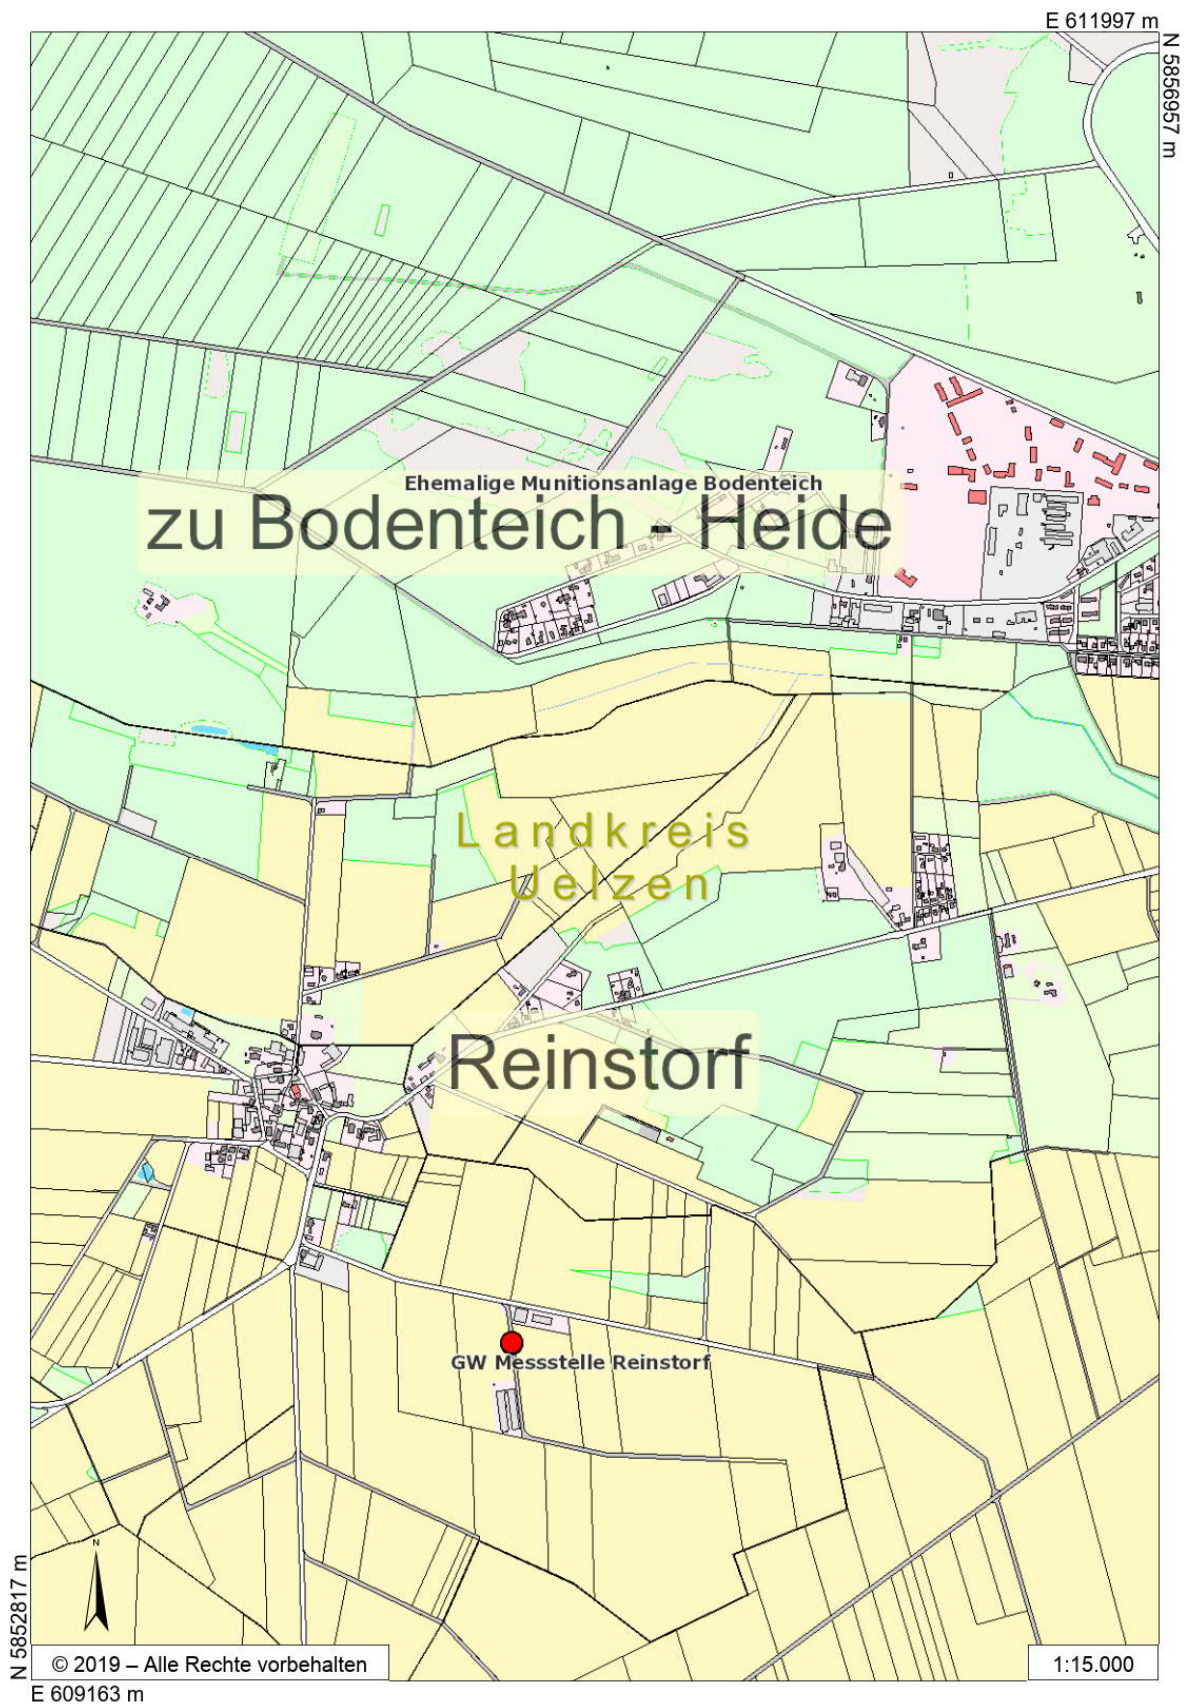 E 611997 m
N 5856957 m
Ehemalige Munitionsanlage Bodenteich
zu Bodenteich - Heide
Landkreis
Uelzen
Reinstorf
GW Messstelle Reinstorf
N
N 5852817 m
© 2019 – Alle Rechte vorbehalten
1:15.000
E 609163 m